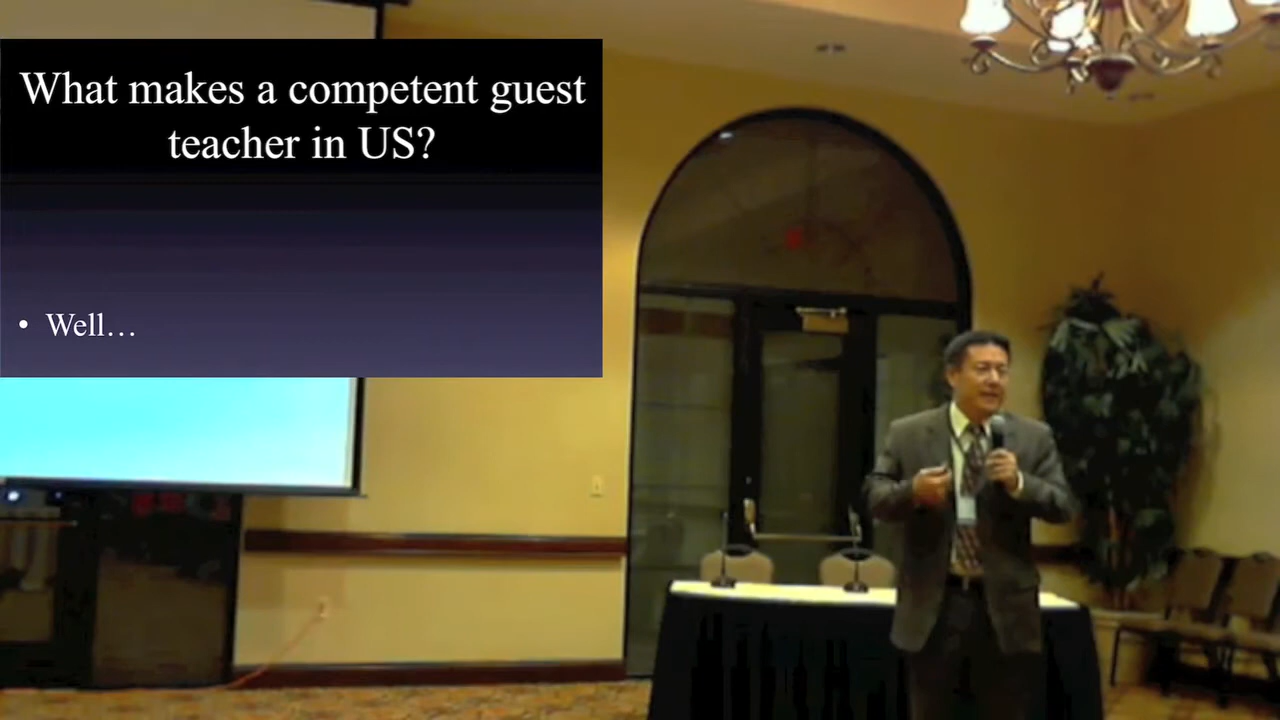 What makes a competent guest
teacher in US?
• Well…